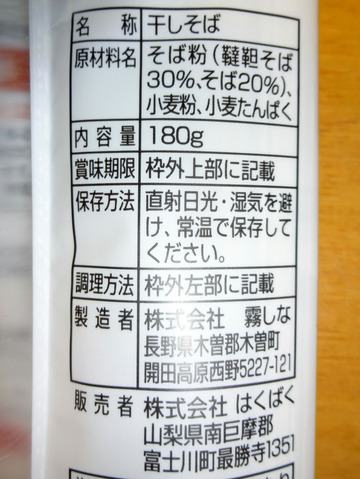 名称 干しそば
原材料名 そば粉(韃靼そば
30%、そば20%)、
小麦粉、小麦たんぱく
内容量 180g
賞味期限 枠外上部に記載
保存方法 直射日光・湿気を避
け、常温で保存して
ください。
調理方法 枠外左部に記載
製造者 株式会社 霧しな
長野県木曽郡木曽町
開田高原西野5227-121
販売者 株式会社 はくばく
山梨県南巨摩郡
富士川町最勝寺1351